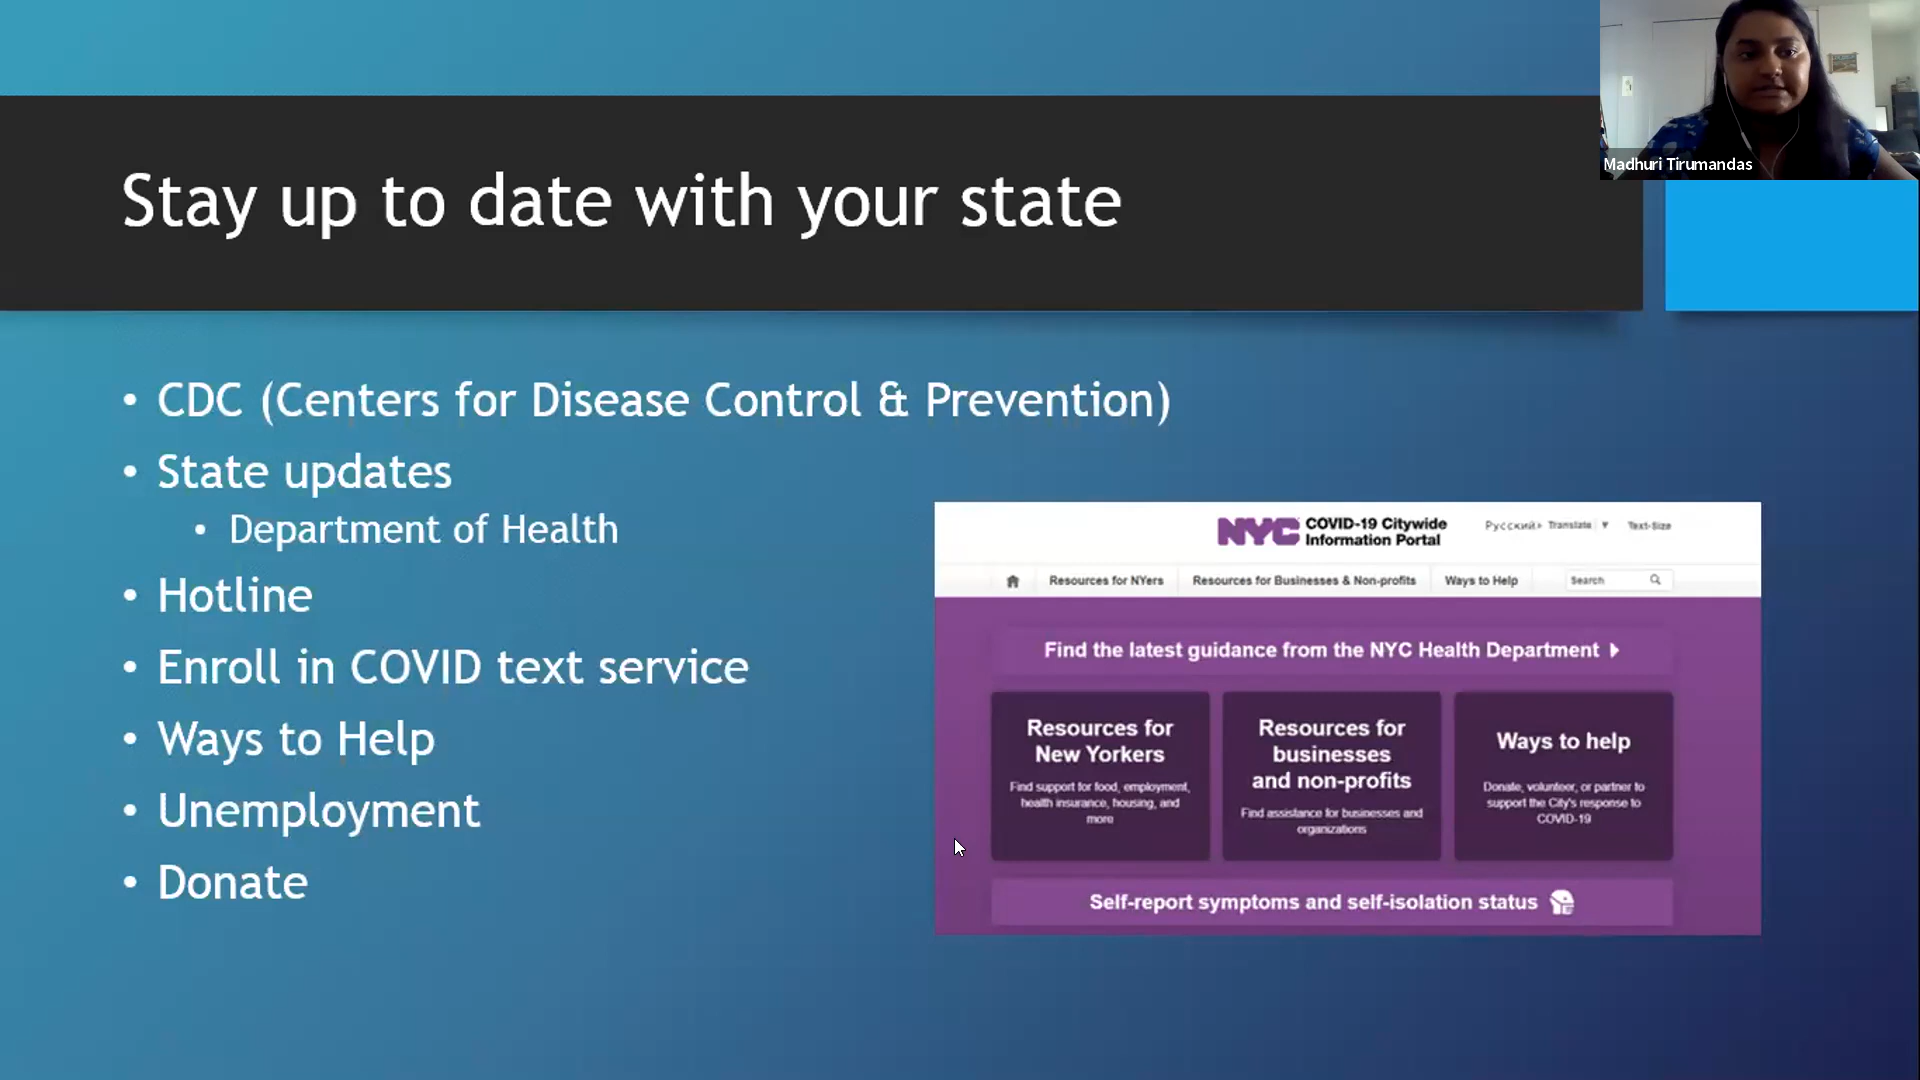 Madhuri Tirumandas
Stay up to date with your state
• CDC (Centers for Disease Control & Prevention)
• State updates
• Department of Health
• Hotline
• Enroll in COVID text service
• Ways to Help
• Unemployment
• Donate
NYC COVID-19 Citywide
Information Portal
Русский▸ Translate ▼ Text-Size
Resources for NYers Resources for Businesses & Non-profits Ways to Help Search
Find the latest guidance from the NYC Health Department
Resources for
New Yorkers
Find support for food, employment,
health insurance, housing, and
more
Resources for
businesses
and non-profits
Find assistance for businesses and
organizations
Ways to help
Donate, volunteer, or partner to
support the City's response to
COVID-19
Self-report symptoms and self-isolation status